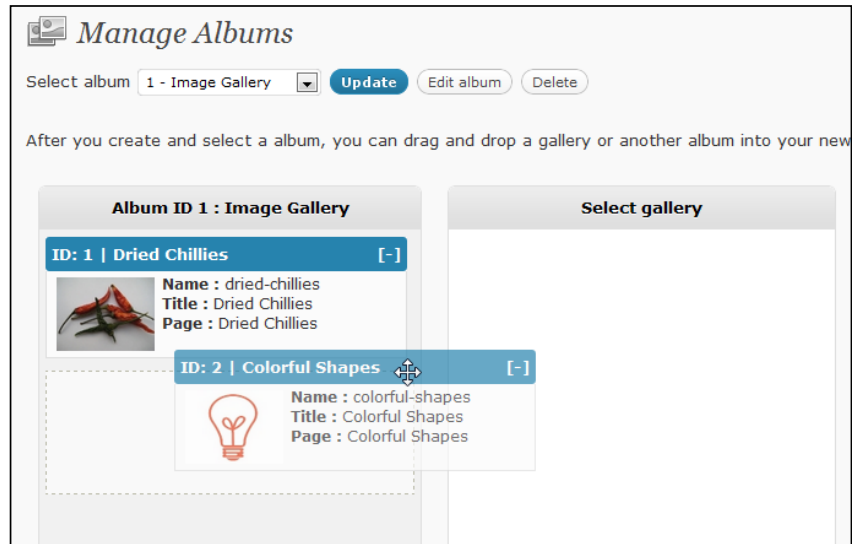 Manage Albums
Select album 1 - Image Gallery Update Edit album Delete
After you create and select a album, you can drag and drop a gallery or another album into your new
Album ID 1 : Image Gallery
Select gallery
ID: 1 | Dried Chillies [-]
Name : dried-chillies
Title : Dried Chillies
Page : Dried Chillies
ID: 2 | Colorful Shapes [-]
Name : colorful-shapes
Title : Colorful Shapes
Page : Colorful Shapes